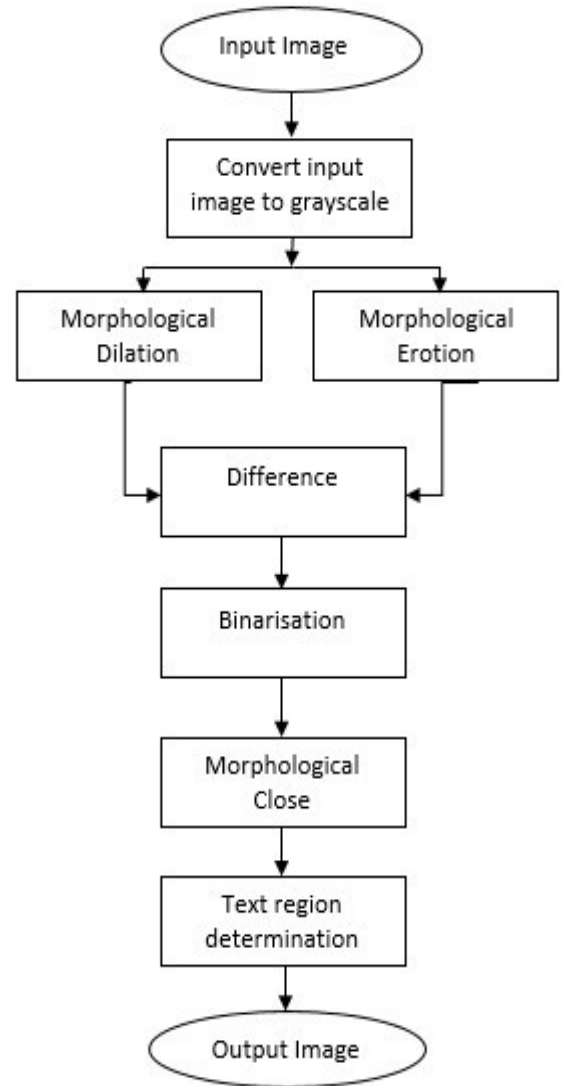 Input Image
Convert input
image to grayscale
Morphological
Dilation
Morphological
Erotion
Difference
Binarisation
Morphological
Close
Text region
determination
Output Image